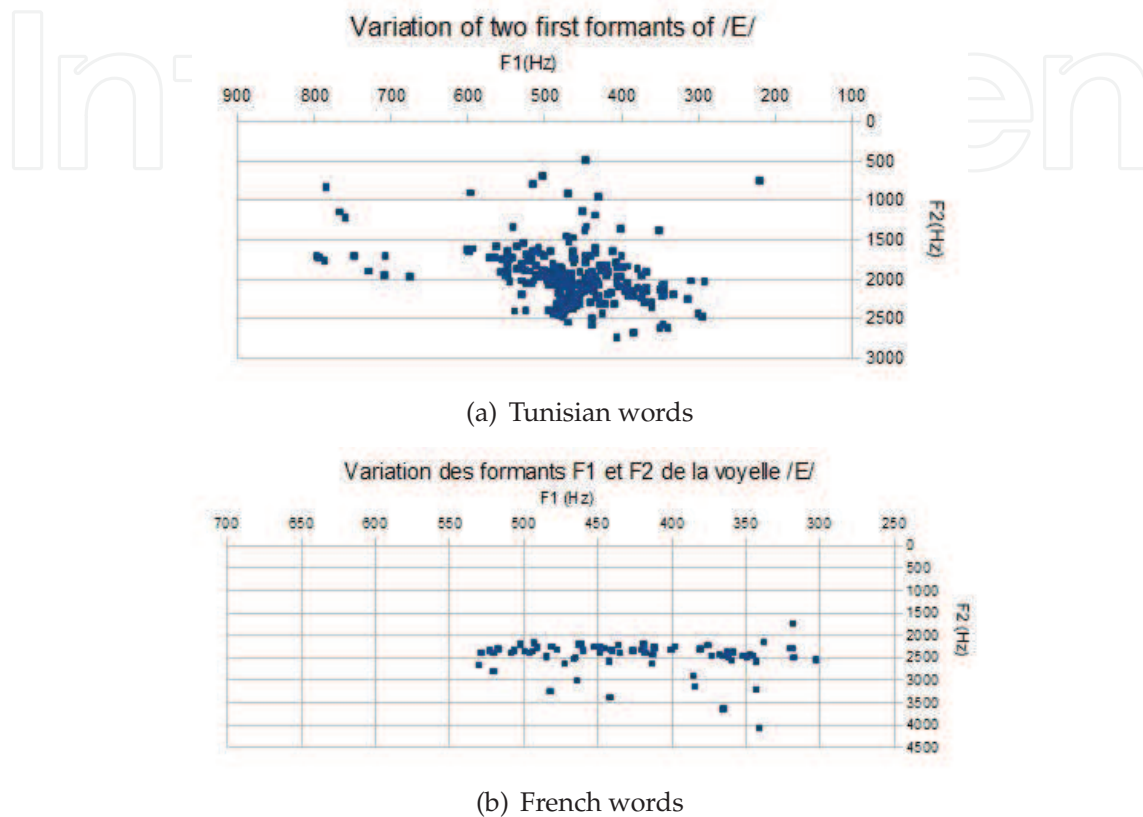 Variation of two first formants of /E/
F1(Hz)
900 800 700 600 500 400 300 200 100
0
500
1000
1500
2000
2500
3000
F2(Hz)
(a) Tunisian words
Variation des formants F1 et F2 de la voyelle /E/
F1 (Hz)
700 650 600 550 500 450 400 350 300 250
0
500
1000
1500
2000
2500
3000
3500
4000
4500
F2 (Hz)
(b) French words